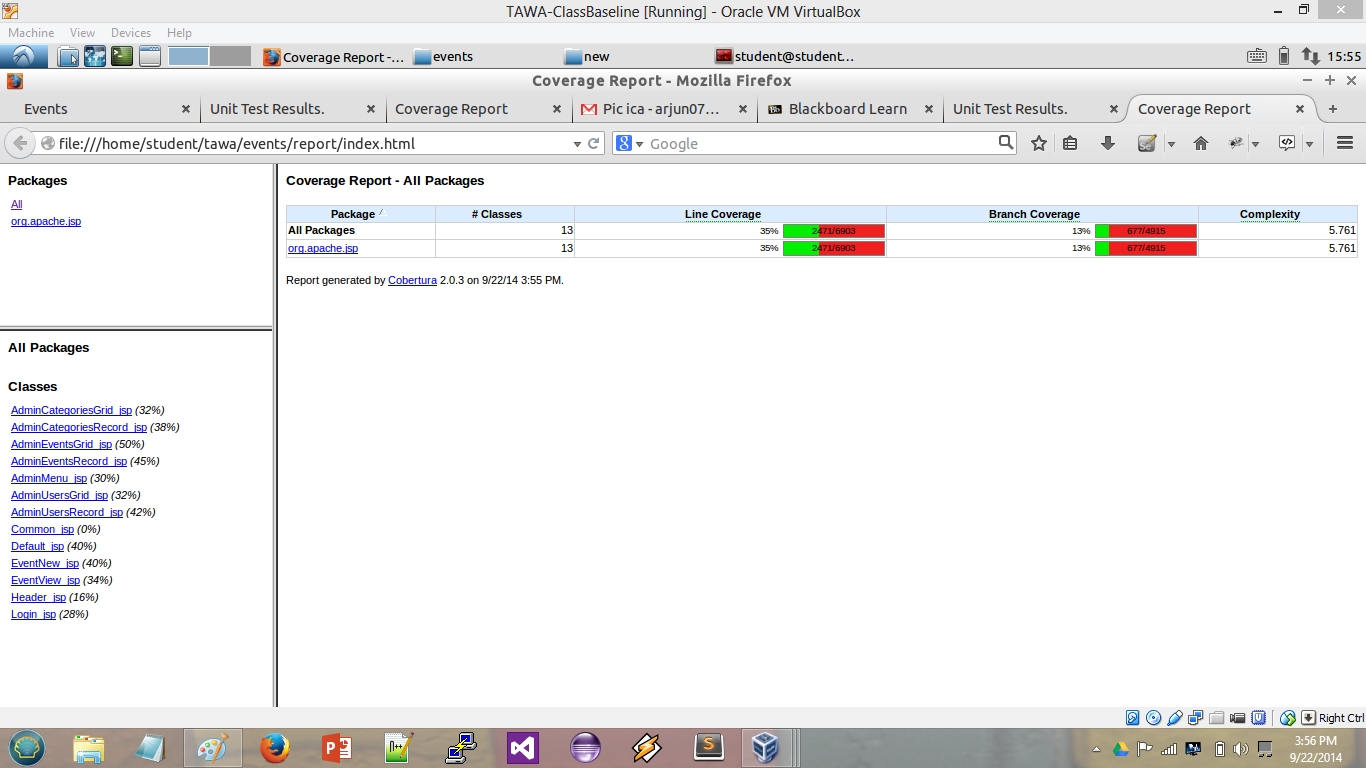 TAWA-ClassBaseline [Running] - Oracle VM VirtualBox
Machine View Devices Help
Coverage Report -... events new student@student... 15:55
Coverage Report - Mozilla Firefox
Events Unit Test Results. Coverage Report Pic ica - arjun07... Blackboard Learn Unit Test Results. Coverage Report
file:///home/student/tawa/events/report/index.html Google
Packages
All
org.apache.jsp
All Packages
Classes
AdminCategoriesGrid_jsp (32%)
AdminCategoriesRecord_jsp (38%)
AdminEventsGrid_jsp (50%)
AdminEventsRecord_jsp (45%)
AdminMenu_jsp (30%)
AdminUsersGrid_jsp (32%)
AdminUsersRecord_jsp (42%)
Common_jsp (0%)
Default_jsp (40%)
EventNew_jsp (40%)
EventView_jsp (34%)
Header_jsp (16%)
Login_jsp (28%)
Coverage Report - All Packages
Package # Classes Line Coverage Branch Coverage Complexity
All Packages 13 35% 2471/6903 13% 677/4915 5.761
org.apache.jsp 13 35% 2471/6903 13% 677/4915 5.761
Report generated by Cobertura 2.0.3 on 9/22/14 3:55 PM.
Right Ctrl
3:56 PM
9/22/2014